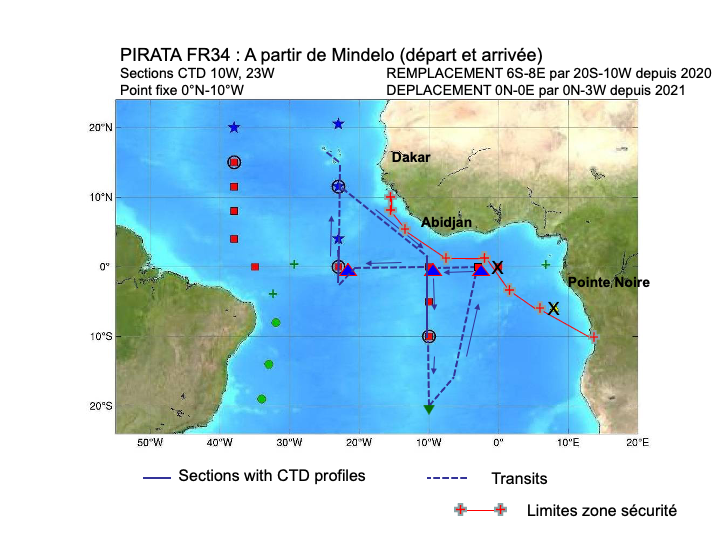 PIRATA FR34 : A partir de Mindelo (départ et arrivée)
Sections CTD 10W, 23W
REMPLACEMENT 6S-8E par 20S-10W depuis 2020
Point fixe 0°N-10°W
DEPLACEMENT 0N-0E par 0N-3W depuis 2021
20°N
Dakar
10°N
Abidjan
0°
X
Pointe Noire
X
10°S
20°S
50°W 40°W 30°W 20°W 10°W 0° 10°E 20°E
Sections with CTD profiles
Transits
Limites zone sécurité